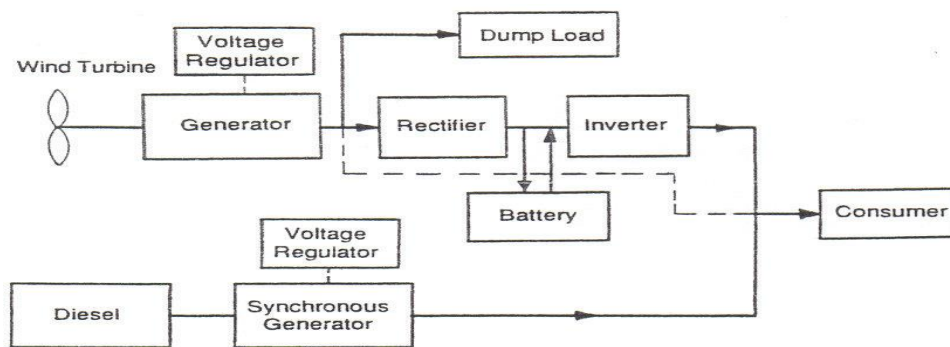 Voltage
Regulator
Dump Load
Wind Turbine
Generator
Rectifier
Inverter
Battery
Consumer
Voltage
Regulator
Diesel
Synchronous
Generator